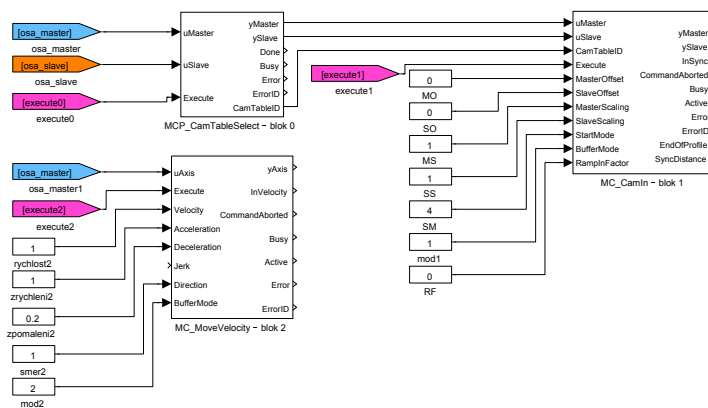 [osa_master]
osa_master
[osa_slave]
osa_slave
[execute0]
execute0
uMaster
uSlave
Execute
yMaster
ySlave
Done
Busy
Error
ErrorID
CamTableID
MCP_CamTableSelect − blok 0
[execute1]
execute1
0
MO
0
SO
1
MS
1
SS
4
SM
1
mod1
0
RF
uMaster
uSlave
CamTableID
Execute
MasterOffset
SlaveOffset
MasterScaling
SlaveScaling
StartMode
BufferMode
RampInFactor
yMaster
ySlave
InSync
CommandAborted
Busy
Active
Error
ErrorID
EndOfProfile
SyncDistance
MC_CamIn − blok 1
[osa_master]
osa_master1
[execute2]
execute2
1
rychlost2
1
zrychleni2
0.2
zpomaleni2
1
smer2
2
mod2
uAxis
Execute
Velocity
Acceleration
Deceleration
Jerk
Direction
BufferMode
yAxis
InVelocity
CommandAborted
Busy
Active
Error
ErrorID
MC_MoveVelocity − blok 2